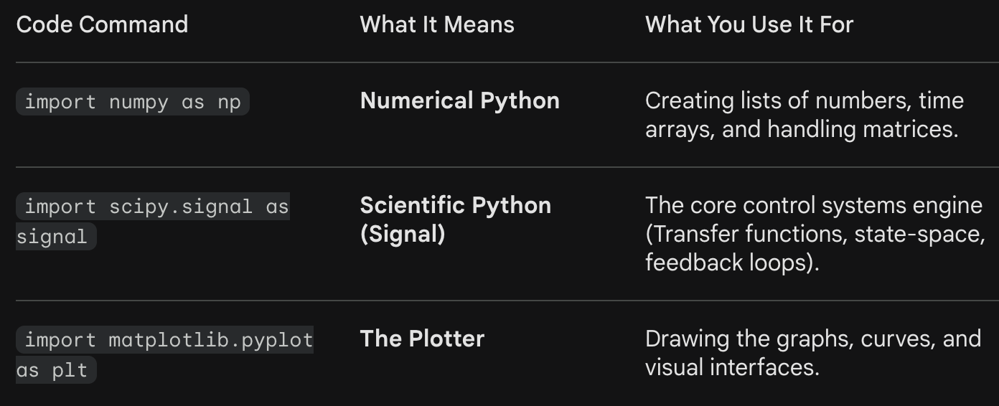 Code Command
What It Means
What You Use It For
import numpy as np
Numerical Python
Creating lists of numbers, time
arrays, and handling matrices.
import scipy.signal as
signal
Scientific Python
(Signal)
The core control systems engine
(Transfer functions, state-space,
feedback loops).
import matplotlib.pyplot
as plt
The Plotter
Drawing the graphs, curves, and
visual interfaces.